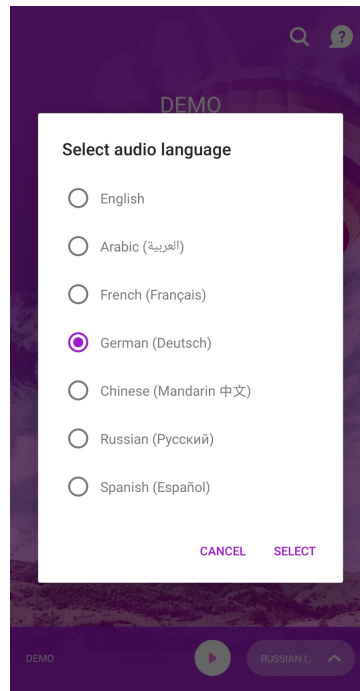 DEMO
Select audio language
English
Arabic (العربية)
French (Français)
German (Deutsch)
Chinese (Mandarin 中文)
Russian (Русский)
Spanish (Español)
CANCEL SELECT
DEMO RUSSIAN (...